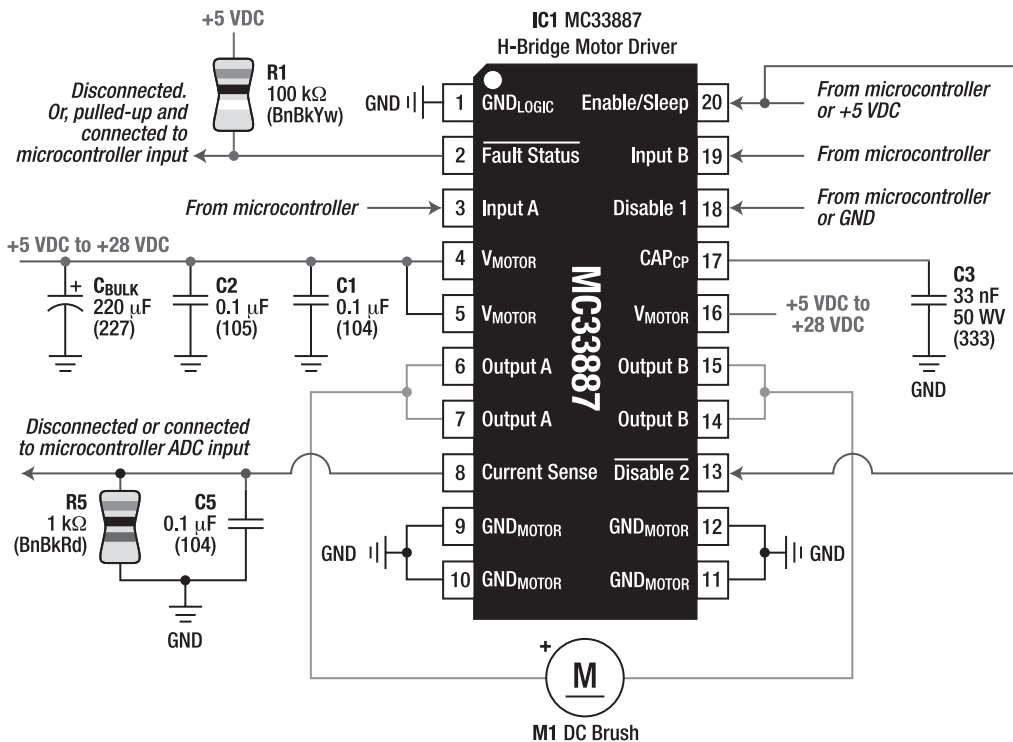 IC1 MC33887
H-Bridge Motor Driver
+5 VDC
R1
100 kΩ
(BnBkYw)
Disconnected.
Or, pulled-up and
connected to
microcontroller input
GND
1 GND LOGIC
2 Fault Status
From microcontroller
3 Input A
+5 VDC to +28 VDC
4 VMOTOR
5 VMOTOR
+
CBULK
220 µF
(227)
C2
0.1 µF
(105)
C1
0.1 µF
(104)
6 Output A
7 Output A
Disconnected or connected
to microcontroller ADC input
8 Current Sense
R5
1 kΩ
(BnBkRd)
C5
0.1 µF
(104)
GND
GND
9 GNDMOTOR
10 GNDMOTOR
MC33887
Enable/Sleep 20
From microcontroller
or +5 VDC
Input B 19
From microcontroller
Disable 1 18
From microcontroller
or GND
CAPCP 17
C3
33 nF
50 WV
(333)
GND
VMOTOR 16
+5 VDC to
+28 VDC
Output B 15
Output B 14
Disable 2 13
GNDMOTOR 12
GNDMOTOR 11
GND
+
M
M1 DC Brush